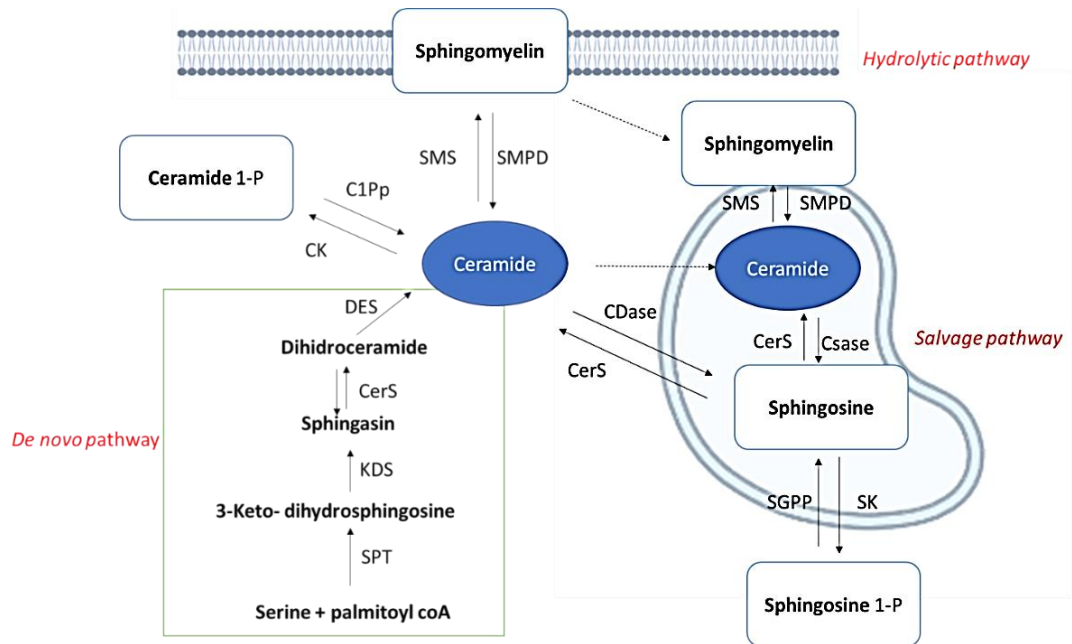 Sphingomyelin
Hydrolytic pathway
Sphingomyelin
Ceramide 1-P
SMS
SMPD
C1Pp
CK
SMS
SMPD
Ceramide
Ceramide
DES
CDase
CerS
CerS
Csase
Salvage pathway
Dihidroceramide
CerS
Sphingosine
Sphingasin
De novo pathway
KDS
3-Keto- dihydrosphingosine
SGPP
SK
SPT
Serine + palmitoyl coA
Sphingosine 1-P